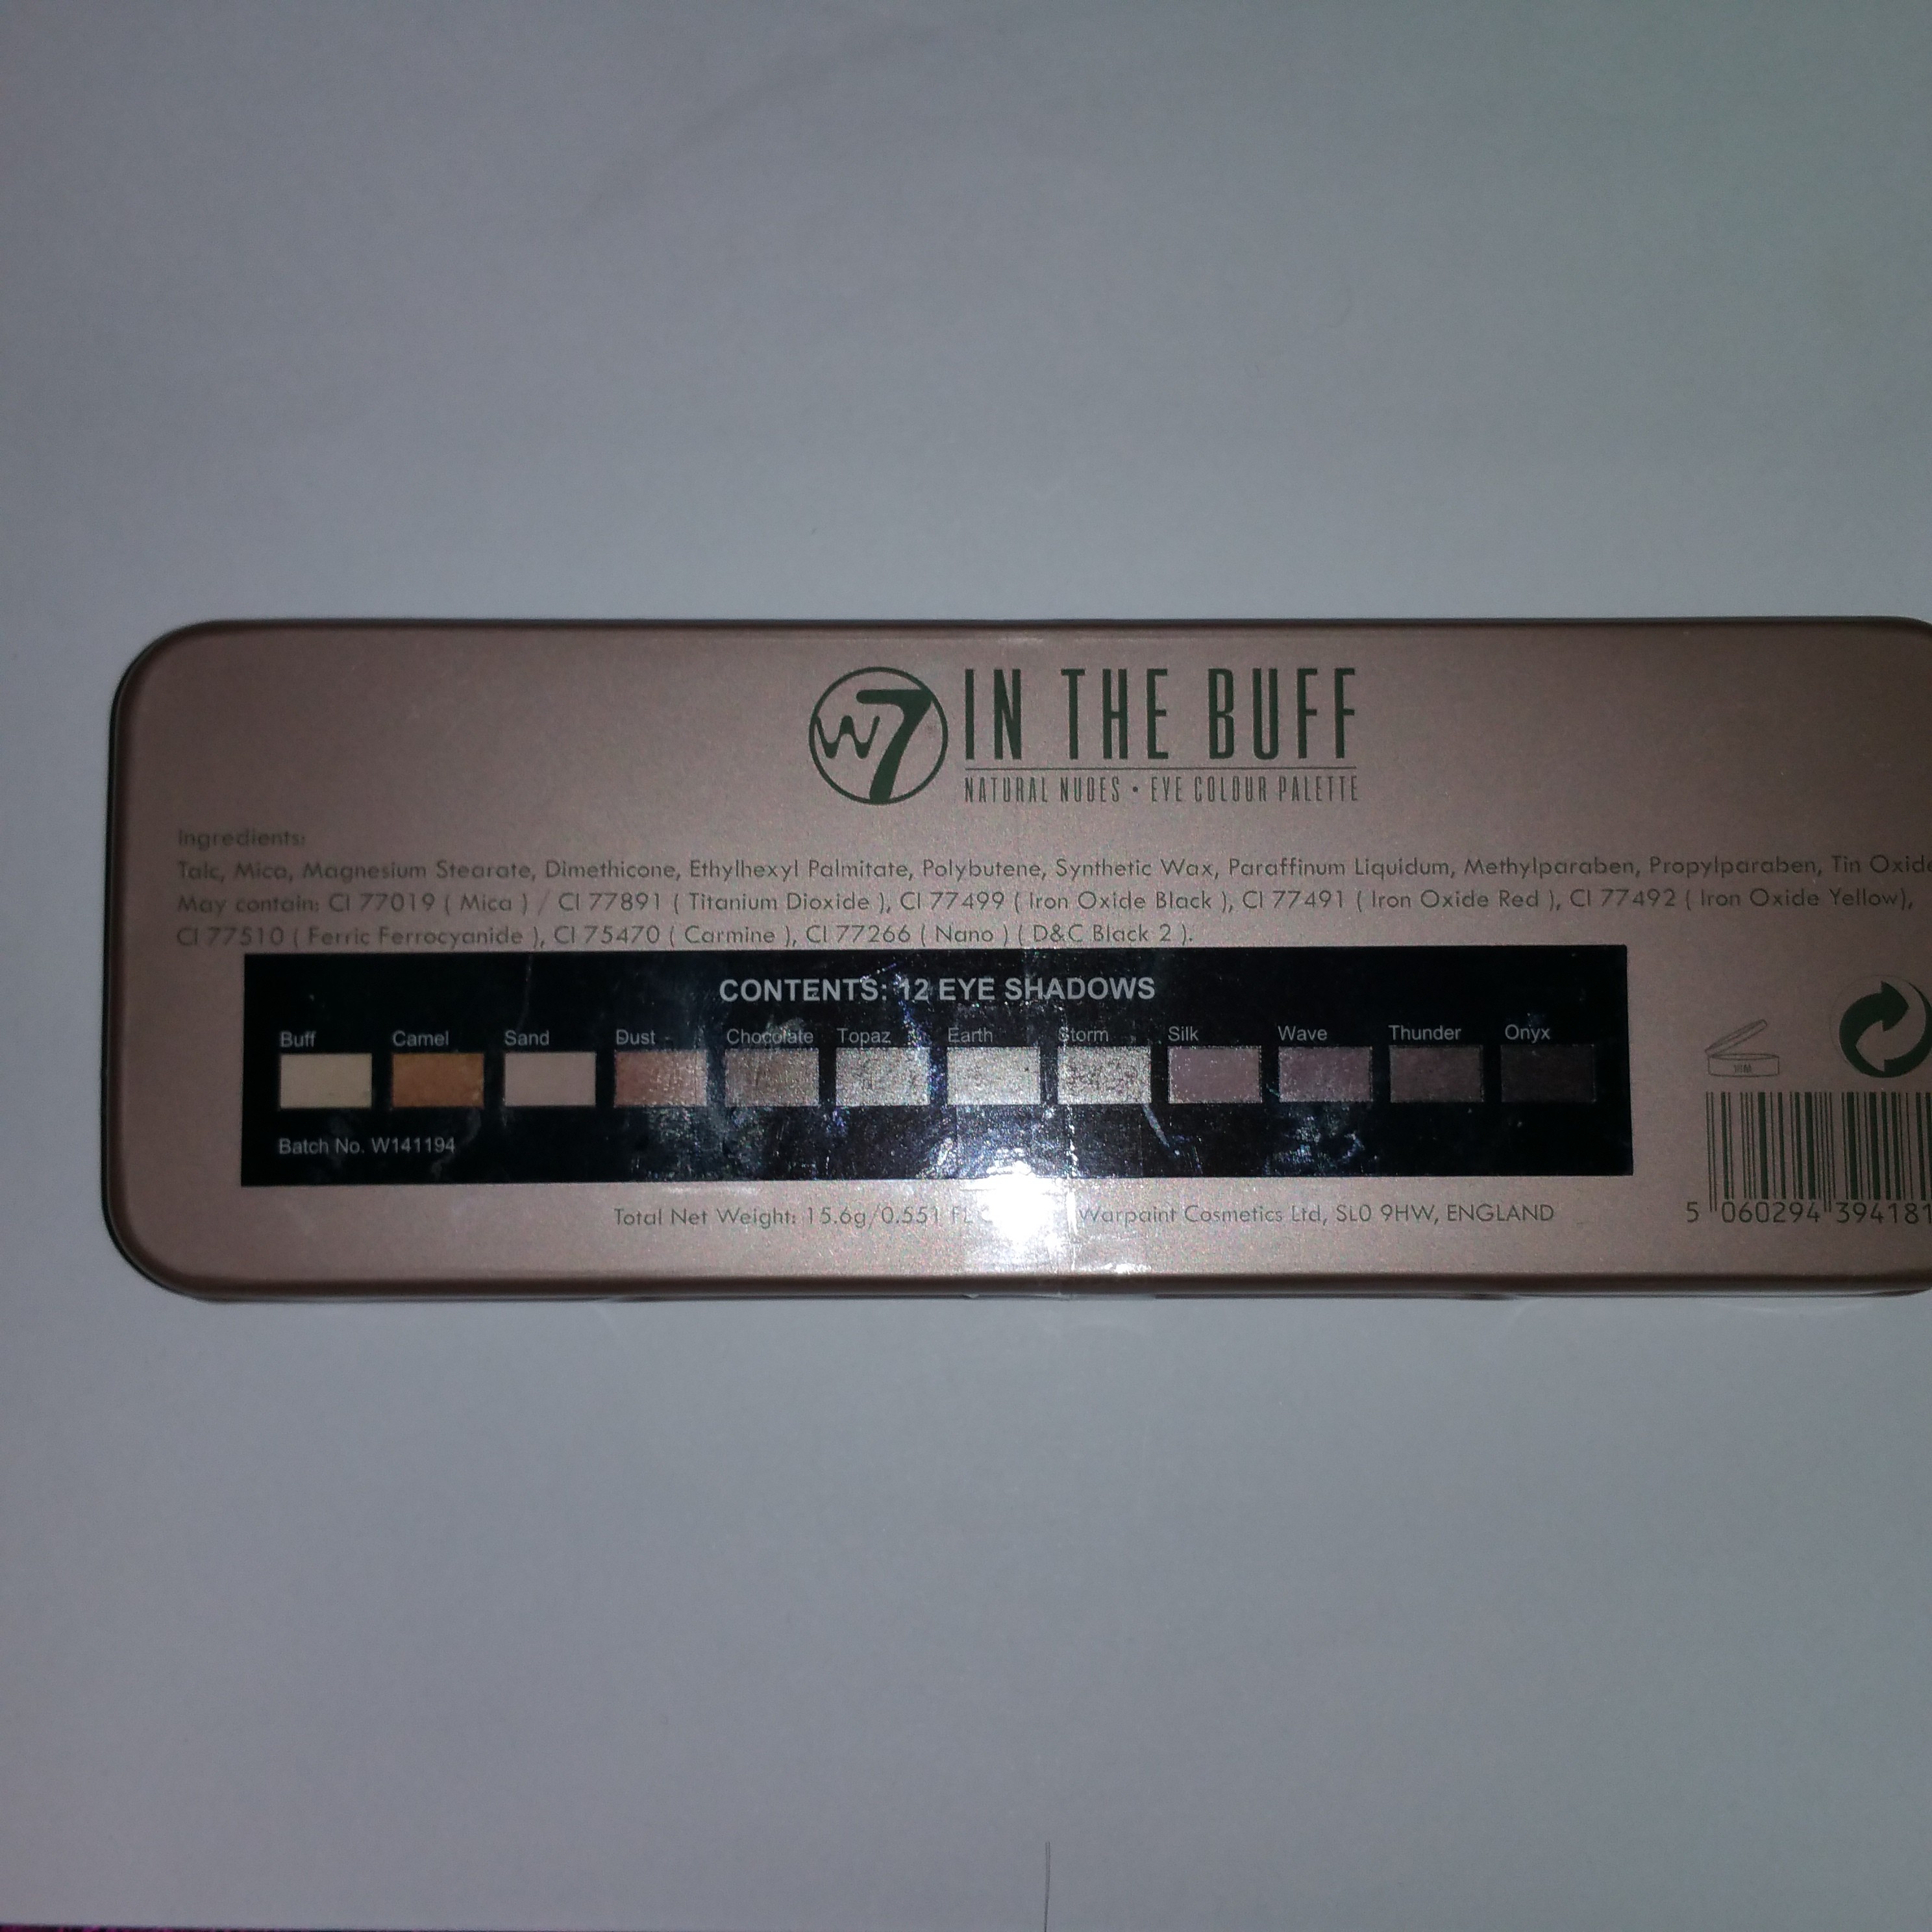 W7 IN THE BUFF
NATURAL NUDES • EYE COLOUR PALETTE
Ingredients:
Talc, Mica, Magnesium Stearate, Dimethicone, Ethylhexyl Palmitate, Polybutene, Synthetic Wax, Paraffinum Liquidum, Methylparaben, Propylparaben, Tin Oxide
May contain: CI 77019 ( Mica ) / CI 77891 ( Titanium Dioxide ), CI 77499 ( Iron Oxide Black ), CI 77491 ( Iron Oxide Red ), CI 77492 ( Iron Oxide Yellow),
CI 77510 ( Ferric Ferrocyanide ), CI 75470 ( Carmine ), CI 77266 ( Nano ) ( D&C Black 2 ).
CONTENTS: 12 EYE SHADOWS
Buff Camel Sand Dust Chocolate Topaz Earth Storm Silk Wave Thunder Onyx
Batch No. W141194
Total Net Weight: 15.6g/0.551 FL Warpaint Cosmetics Ltd, SL0 9HW, ENGLAND
5 060294 394181